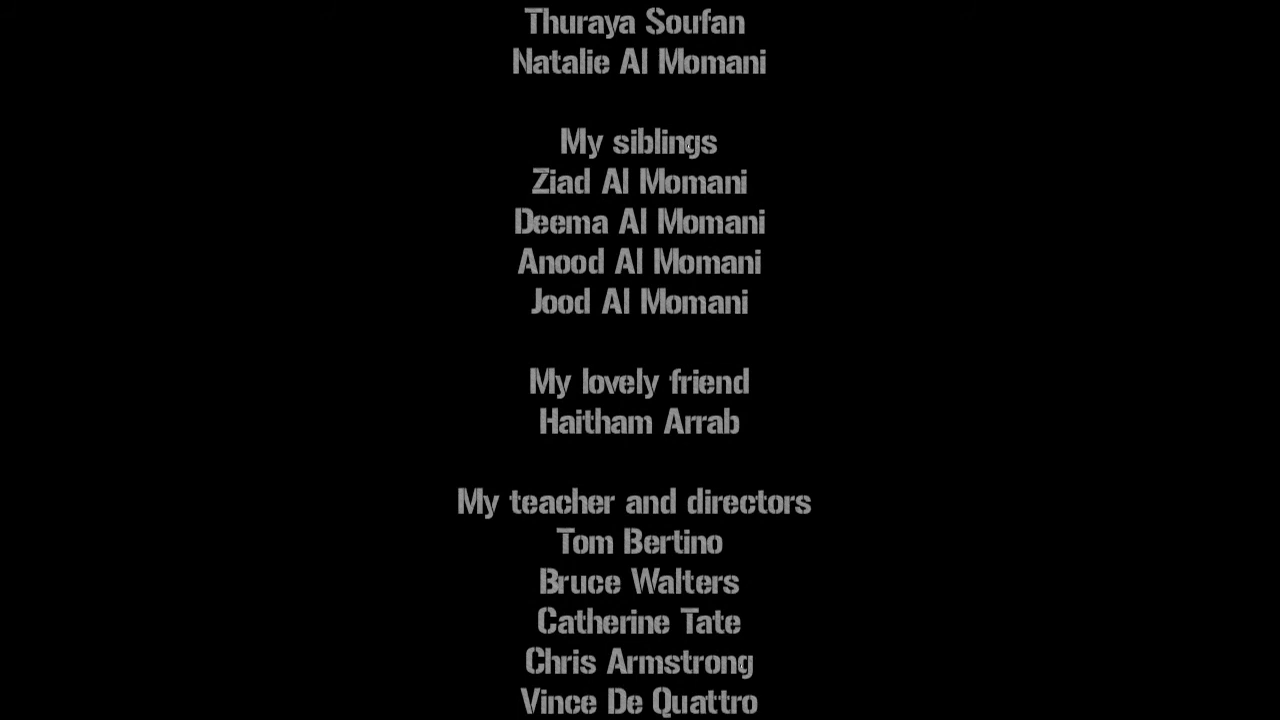 Thuraya Soufan
Natalie Al Momani
My siblings
Ziad Al Momani
Deema Al Momani
Anood Al Momani
Jood Al Momani
My lovely friend
Haitham Arrab
My teacher and directors
Tom Bertino
Bruce Walters
Catherine Tate
Chris Armstrong
Vince De Quattro